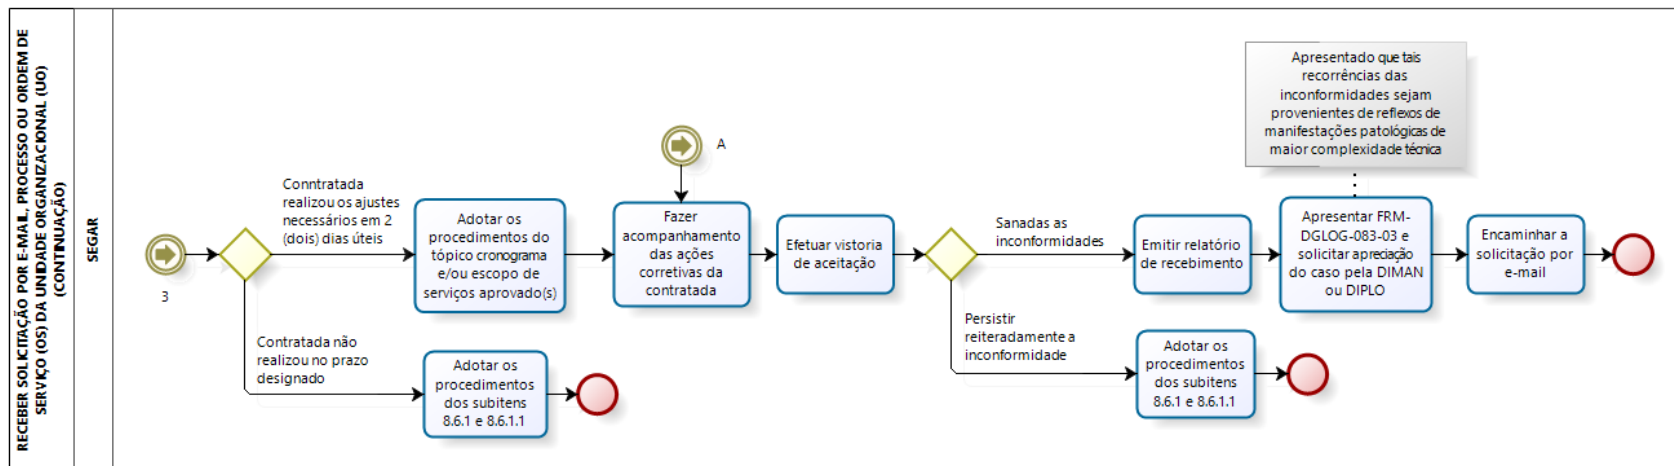 RECEBER SOLICITAÇÃO POR E-MAIL, PROCESSO OU ORDEM DE
SERVIÇO (OS) DA UNIDADE ORGANIZACIONAL (UO)
(CONTINUAÇÃO)
SEGAR
3
Conntratada
realizou os ajustes
necessários em 2
(dois) dias úteis
Adotar os
procedimentos do
tópico cronograma
e/ou escopo de
serviços aprovado(s)
Contratada não
realizou no prazo
designado
Adotar os
procedimentos
dos subitens
8.6.1 e 8.6.1.1
A
Fazer
acompanhamento
das ações
corretivas da
contratada
Efetuar vistoria
de aceitação
Sanadas as
inconformidades
Emitir relatório
de recebimento
Persistir
reiteradamente a
inconformidade
Adotar os
procedimentos
dos subitens
8.6.1 e 8.6.1.1
Apresentado que tais
recorrências das
inconformidades sejam
provenientes de reflexos de
manifestações patológicas de
maior complexidade técnica
Apresentar FRM-
DGLOG-083-03 e
solicitar apreciação
do caso pela DIMAN
ou DIPLO
Encaminhar a
solicitação por
e-mail